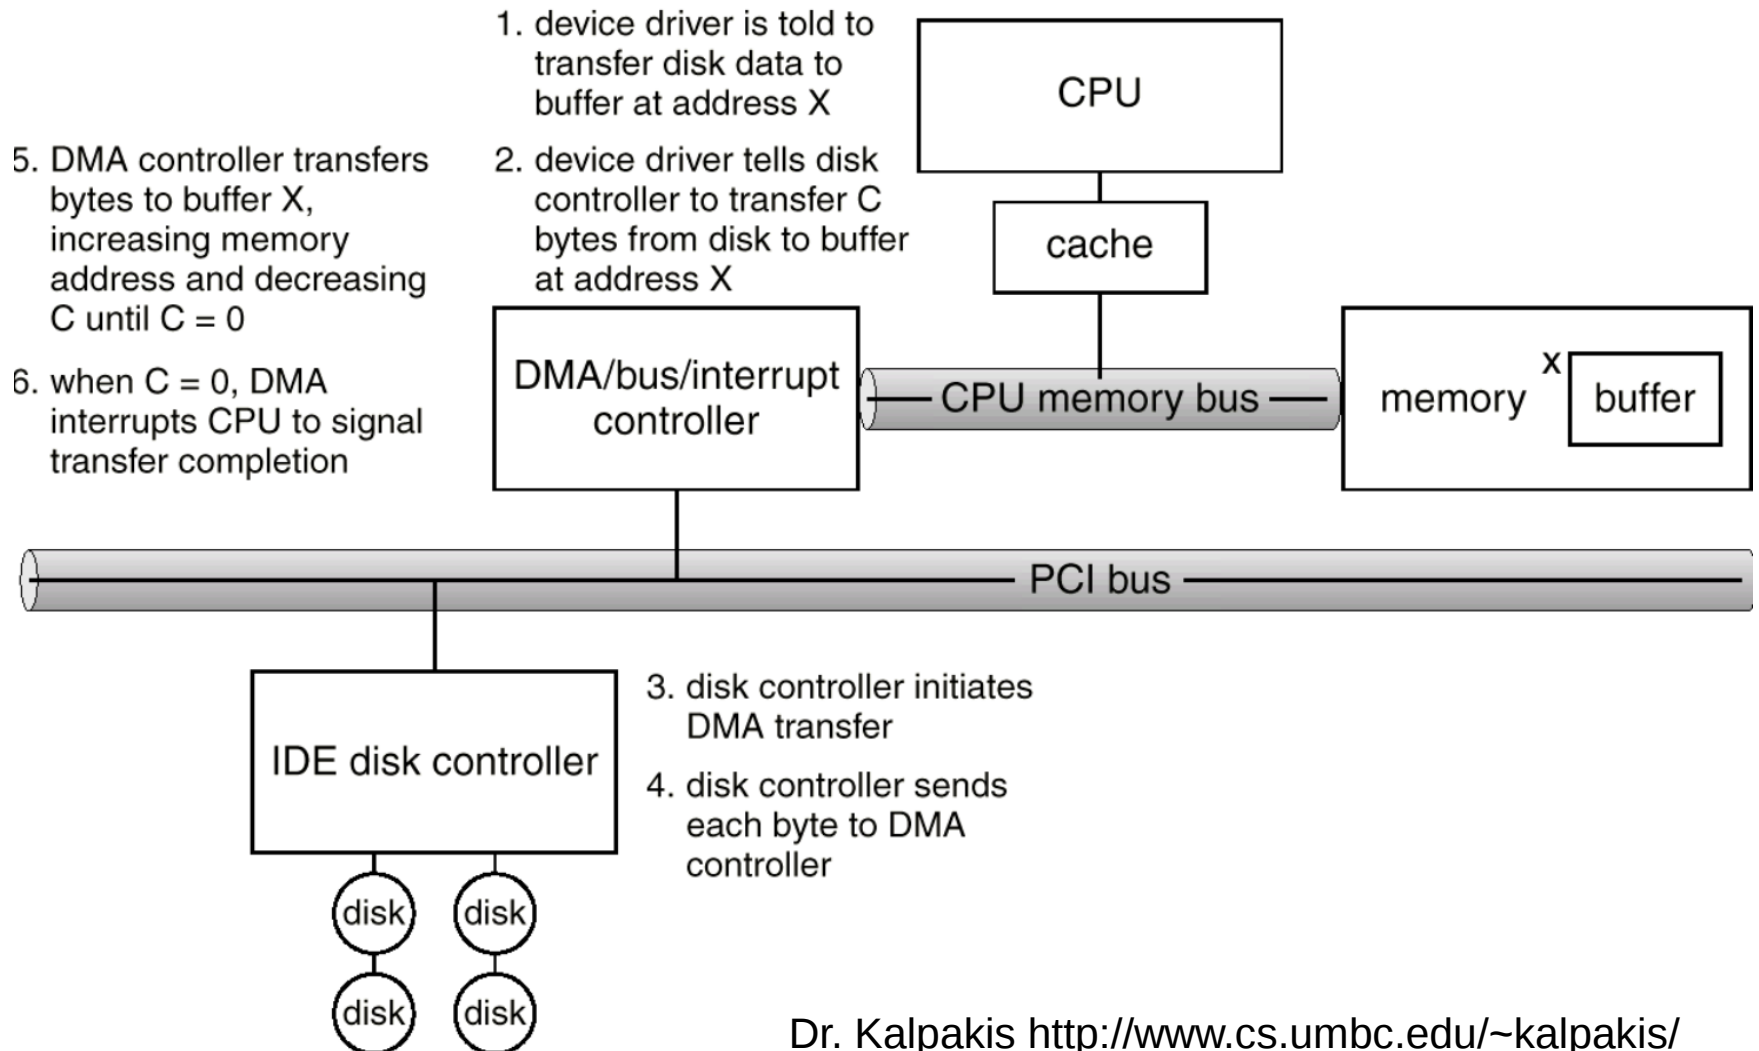 1. device driver is told to
transfer disk data to
buffer at address X
CPU
5. DMA controller transfers
bytes to buffer X,
increasing memory
address and decreasing
C until C = 0
2. device driver tells disk
controller to transfer C
bytes from disk to buffer
at address X
cache
6. when C = 0, DMA
interrupts CPU to signal
transfer completion
DMA/bus/interrupt
controller
CPU memory bus
memory
x
buffer
PCI bus
IDE disk controller
3. disk controller initiates
DMA transfer
4. disk controller sends
each byte to DMA
controller
disk
disk
disk
disk
Dr. Kalpakis http://www.cs.umbc.edu/~kalpakis/